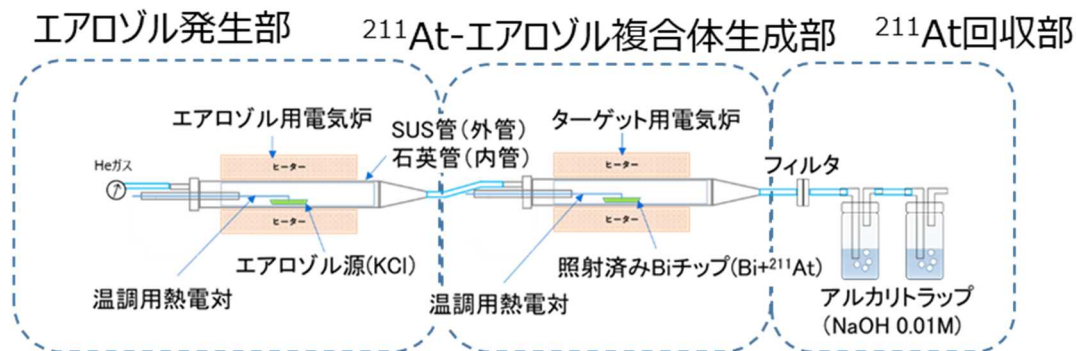 エアロゾル発生部
²¹¹At-エアロゾル複合体生成部
²¹¹At回収部
エアロゾル用電気炉
SUS管(外管)
石英管(内管)
ターゲット用電気炉
フィルタ
Heガス
ヒーター
ヒーター
ヒーター
ヒーター
エアロゾル源(KCl)
温調用熱電対
照射済みBiチップ(Bi+²¹¹At)
温調用熱電対
アルカリトラップ
(NaOH 0.01M)